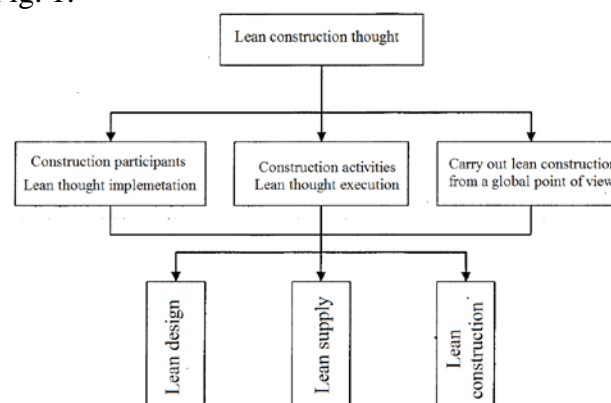 Fig. 1.
Lean construction thought
Construction participants
Lean thought implemetation
Construction activities
Lean thought execution
Carry out lean construction
from a global point of view
Lean design
Lean supply
Lean
construction